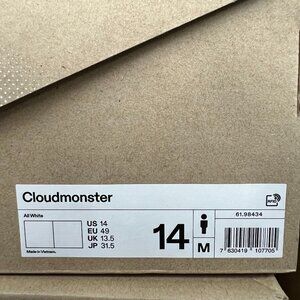 Cloudmonster
All White
US 14
EU 49
UK 13.5
JP 31.5
Made in Vietnam.
14
M
61.98434
7 630419 107705